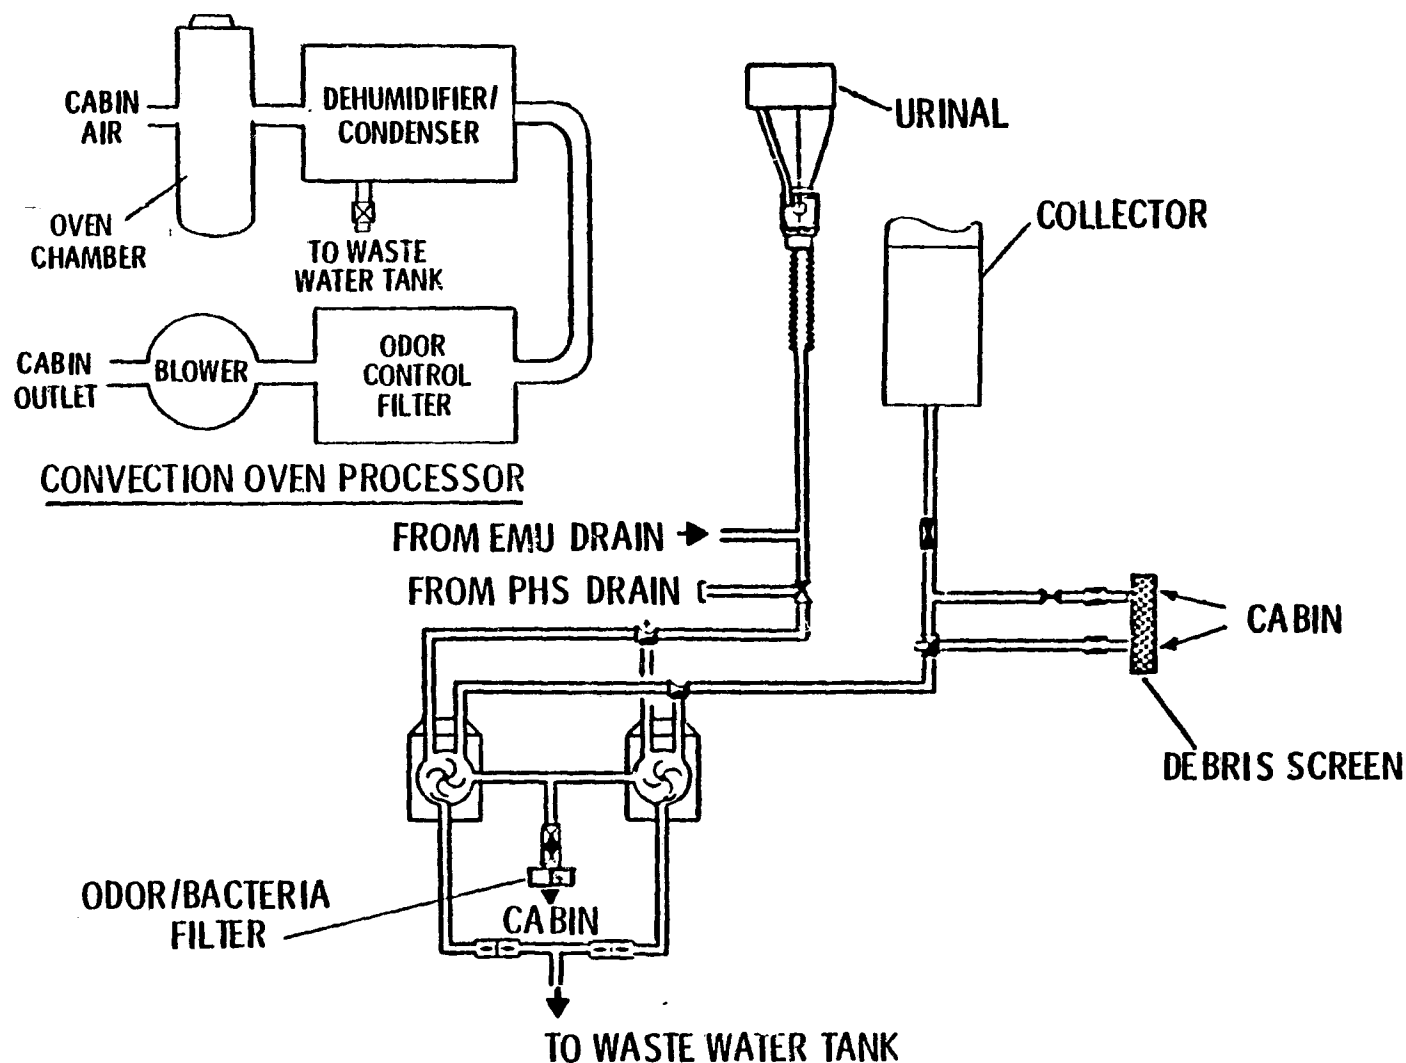 CABIN
AIR
DEHUMIDIFIER/
CONDENSER
OVEN
CHAMBER
TO WASTE
WATER TANK
CABIN
OUTLET
BLOWER
ODOR
CONTROL
FILTER
CONVECTION OVEN PROCESSOR
URINAL
COLLECTOR
FROM EMU DRAIN
FROM PHS DRAIN
CABIN
DEBRIS SCREEN
ODOR/BACTERIA
FILTER
CABIN
TO WASTE WATER TANK